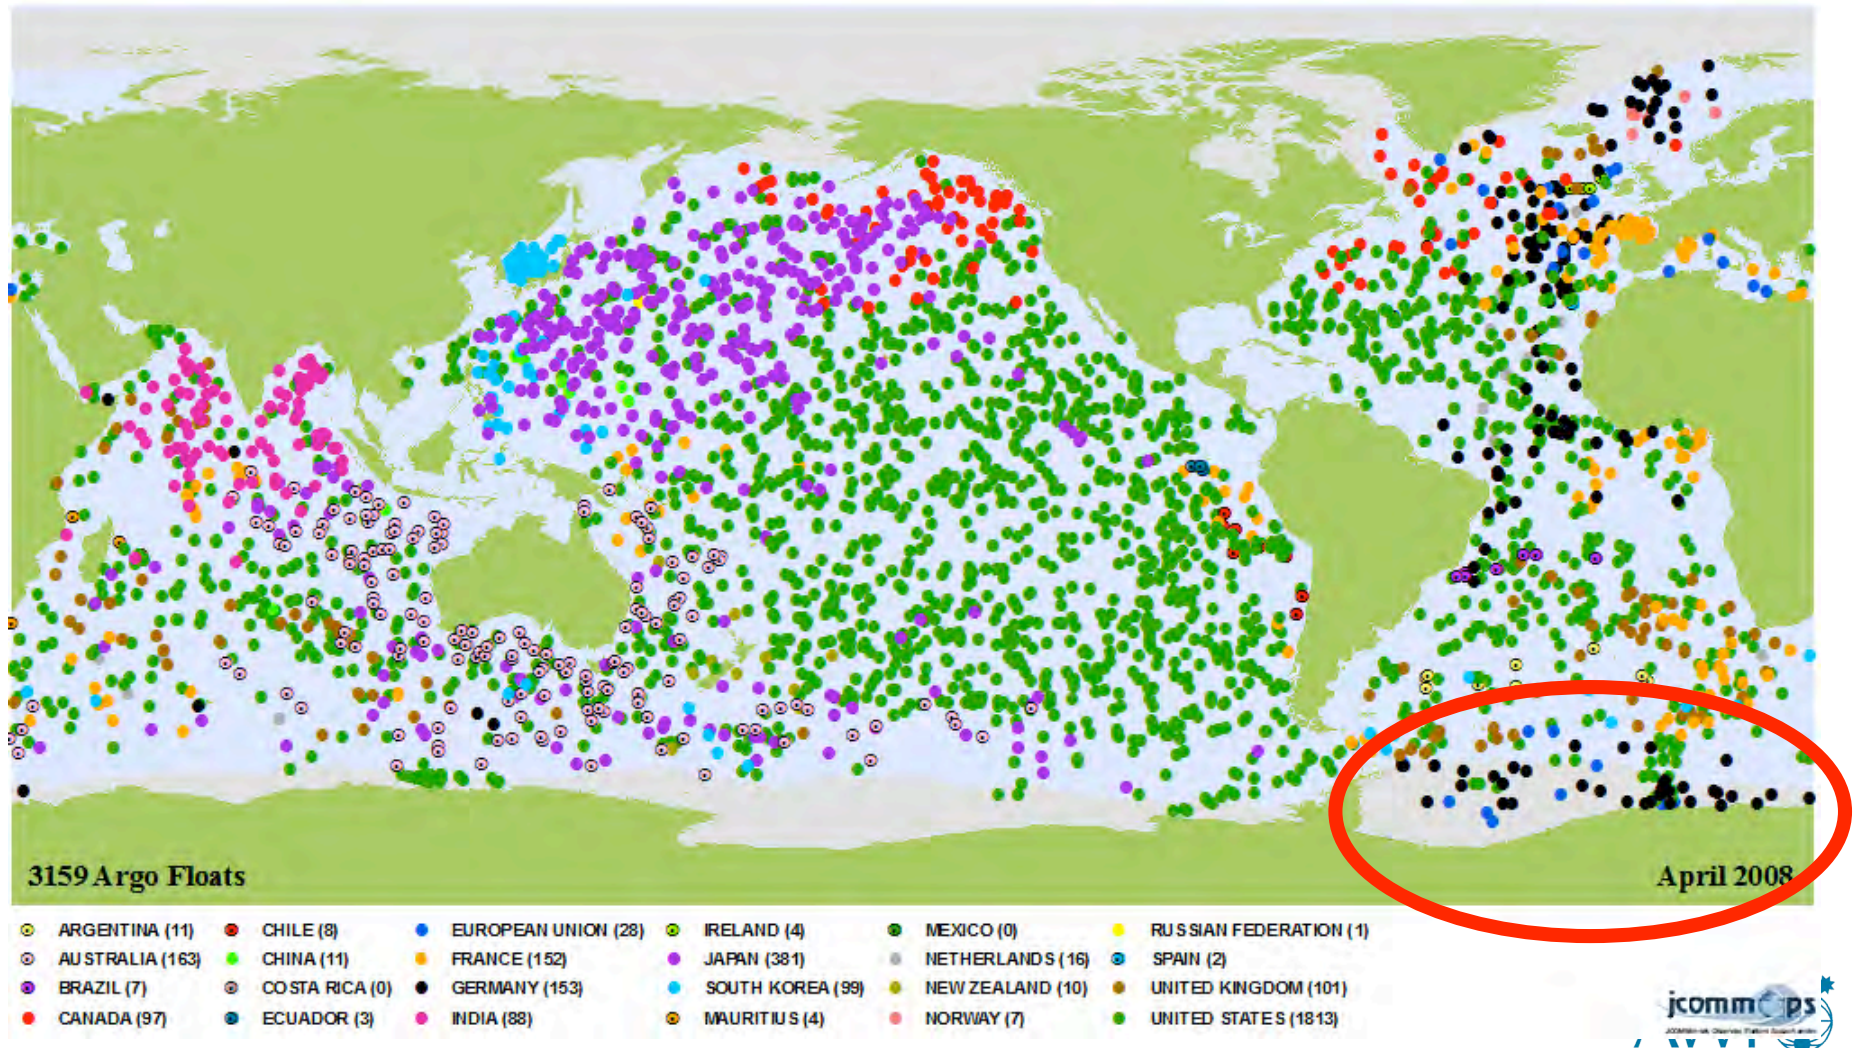 3159 Argo Floats
April 2008
ARGENTINA (11) CHILE (8) EUROPEAN UNION (28) IRELAND (4) MEXICO (0) RUSSIAN FEDERATION (1)
AUSTRALIA (163) CHINA (11) FRANCE (152) JAPAN (381) NETHERLANDS (16) SPAIN (2)
BRAZIL (7) COSTA RICA (0) GERMANY (153) SOUTH KOREA (99) NEW ZEALAND (10) UNITED KINGDOM (101)
CANADA (97) ECUADOR (3) INDIA (88) MAURITIUS (4) NORWAY (7) UNITED STATES (1813)
jcommops